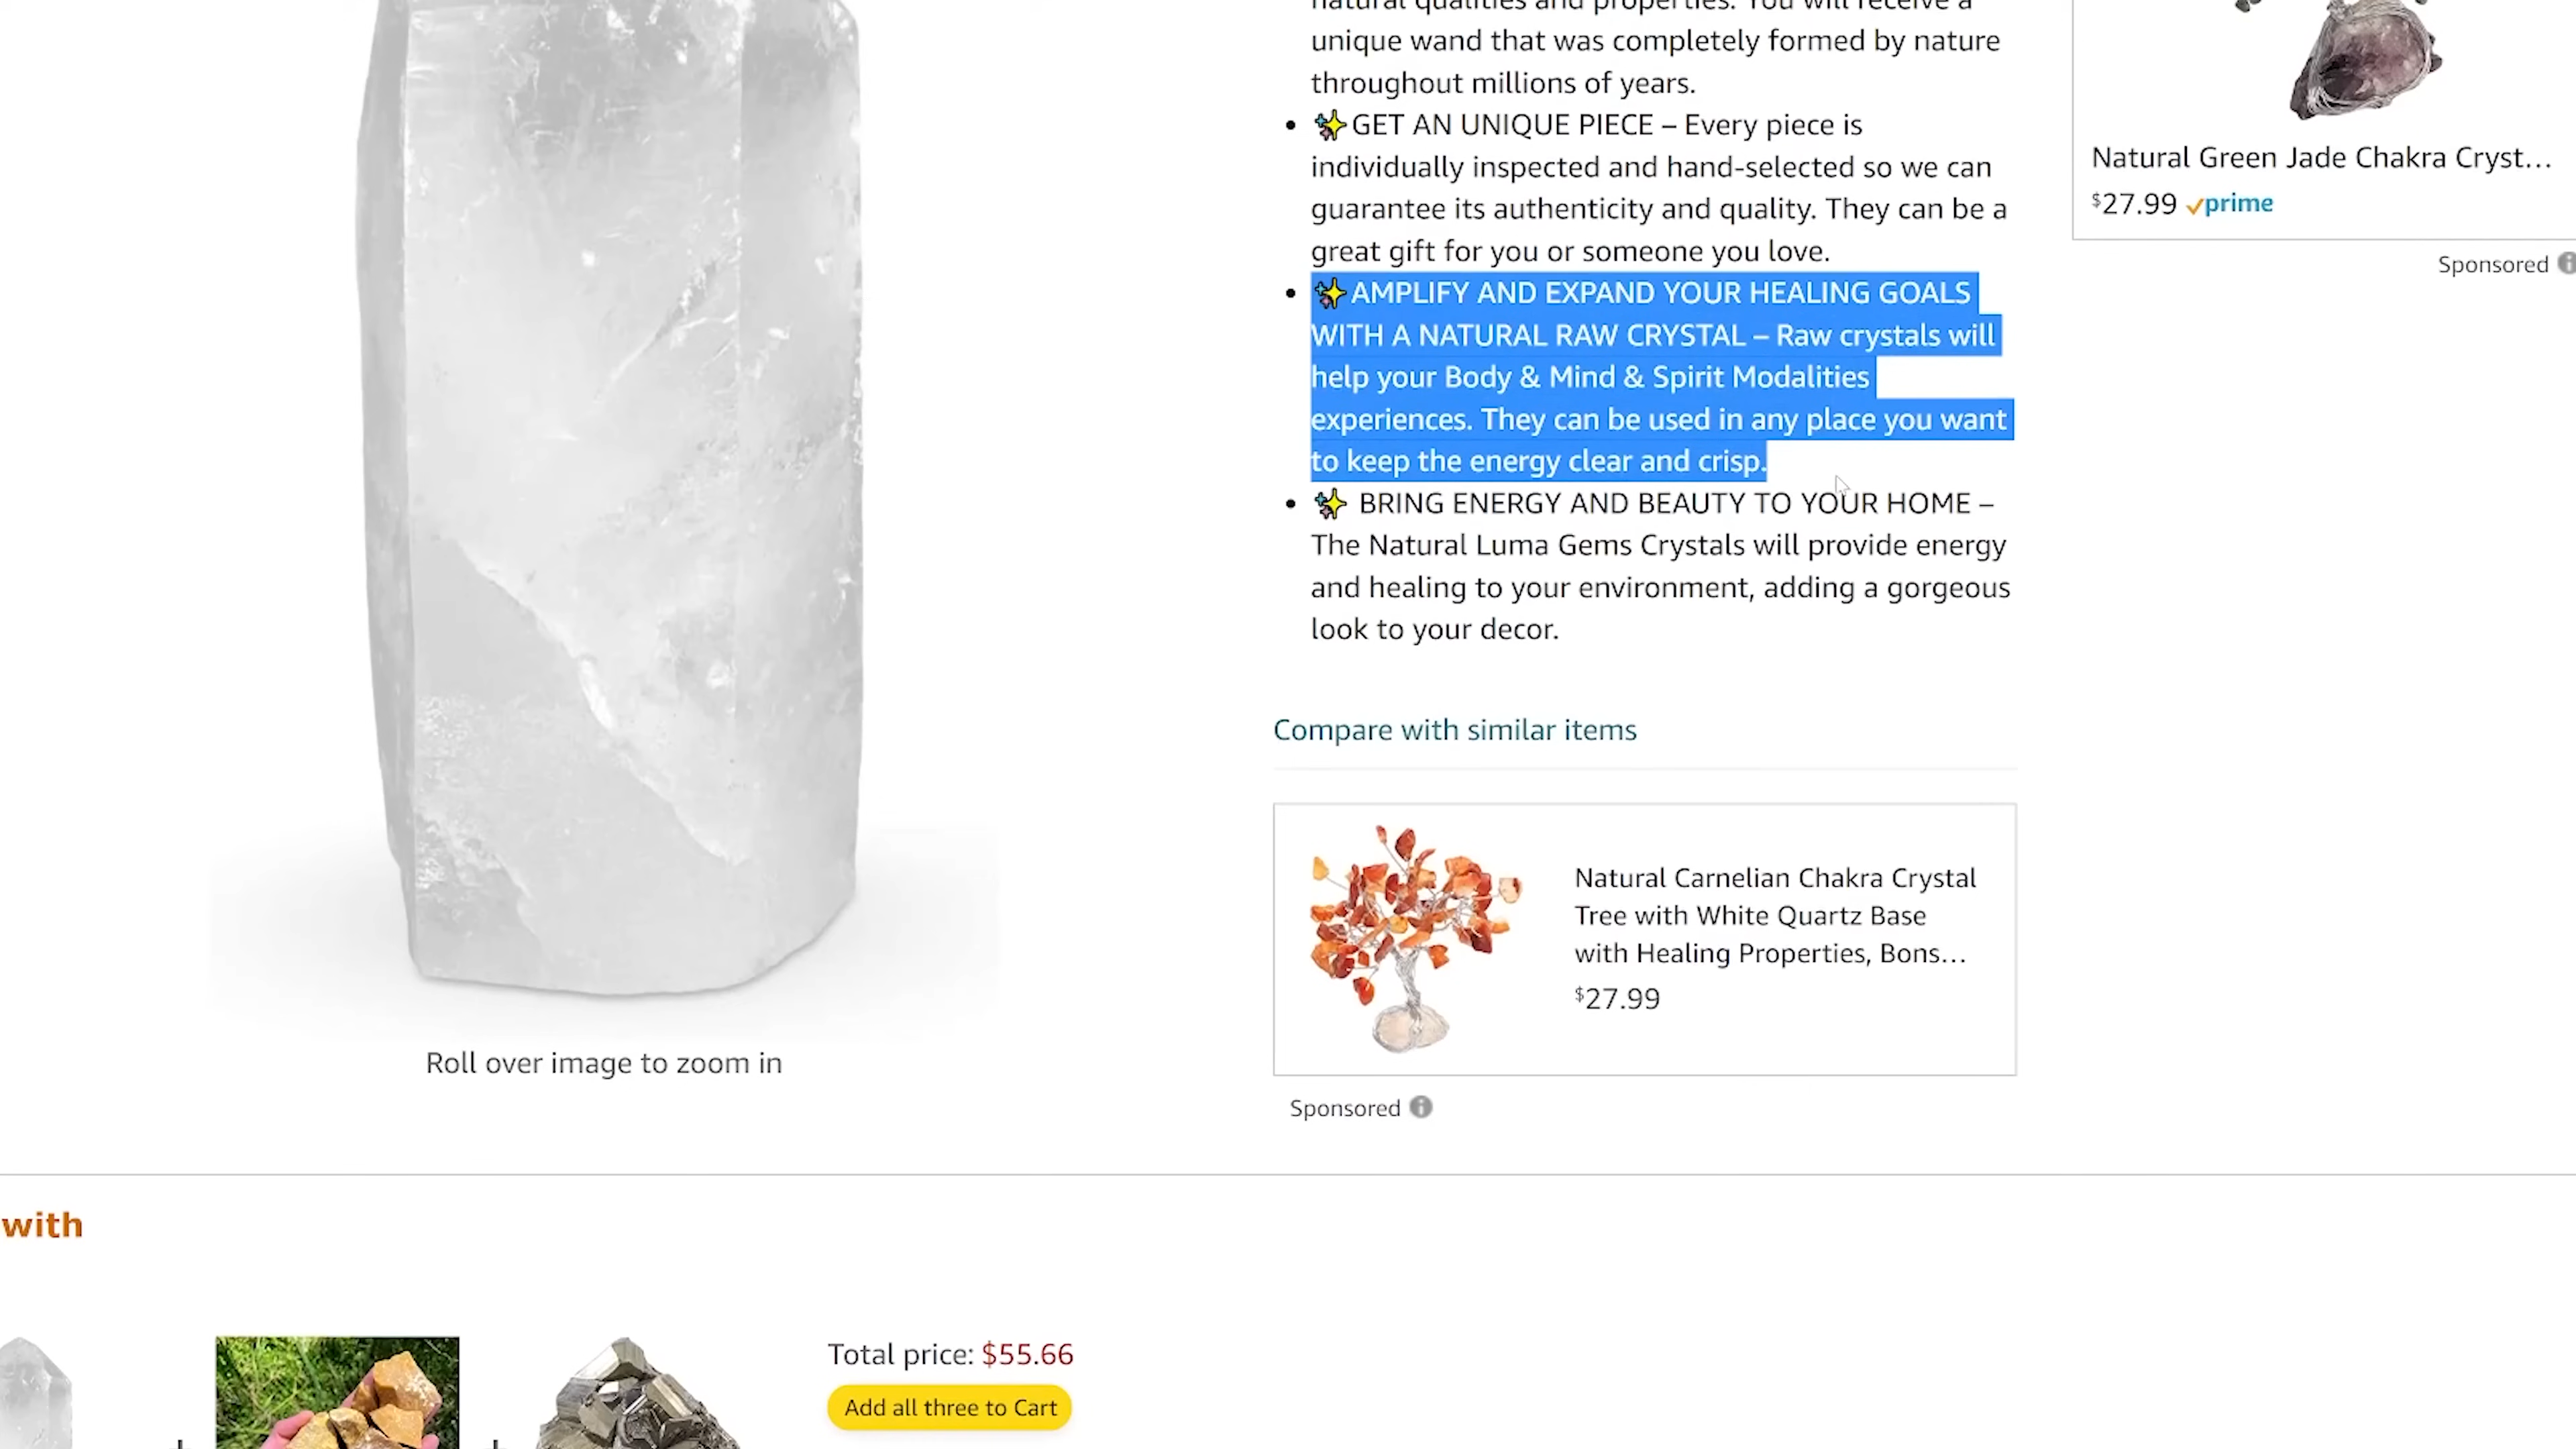 natural qualities and properties. You will receive a
unique wand that was completely formed by nature
throughout millions of years.
• ✨GET AN UNIQUE PIECE – Every piece is
individually inspected and hand-selected so we can
guarantee its authenticity and quality. They can be a
great gift for you or someone you love.
• ✨AMPLIFY AND EXPAND YOUR HEALING GOALS
WITH A NATURAL RAW CRYSTAL – Raw crystals will
help your Body & Mind & Spirit Modalities
experiences. They can be used in any place you want
to keep the energy clear and crisp.
• ✨ BRING ENERGY AND BEAUTY TO YOUR HOME –
The Natural Luma Gems Crystals will provide energy
and healing to your environment, adding a gorgeous
look to your decor.
Compare with similar items
Natural Carnelian Chakra Crystal
Tree with White Quartz Base
with Healing Properties, Bons...
$27.99
Sponsored
Natural Green Jade Chakra Cryst...
$27.99 prime
Sponsored
Roll over image to zoom in
with
+
+
Total price: $55.66
Add all three to Cart